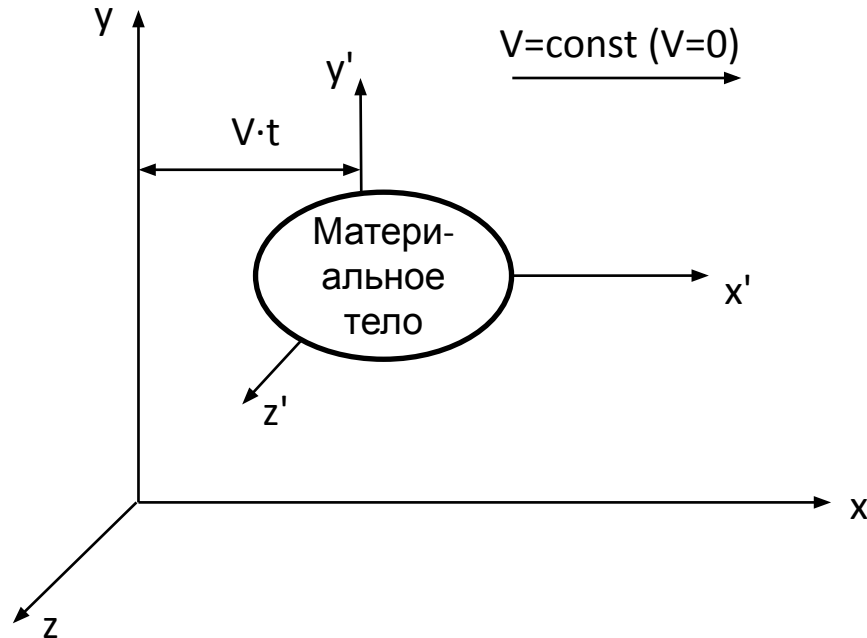 y
V=const (V=0)
y'
V·t
Матери-
альное
тело
x'
z'
x
z